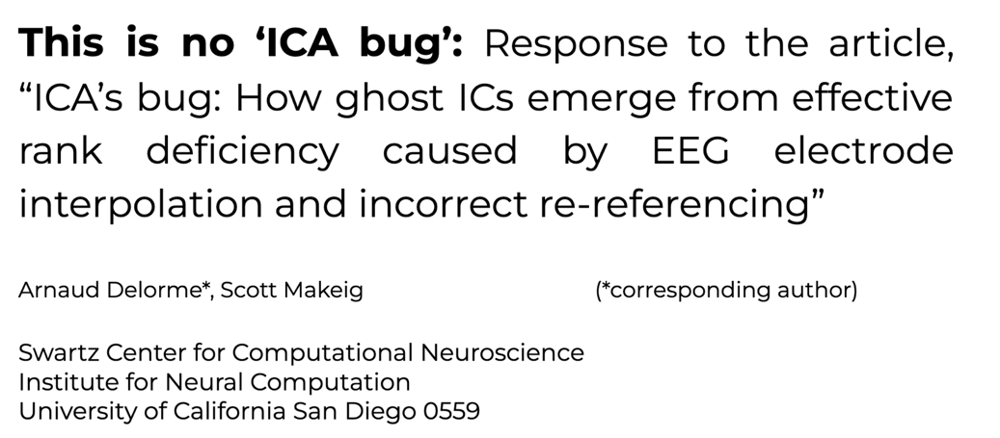 This is no ‘ICA bug’: Response to the article,
“ICA’s bug: How ghost ICs emerge from effective
rank deficiency caused by EEG electrode
interpolation and incorrect re-referencing”
Arnaud Delorme*, Scott Makeig (*corresponding author)
Swartz Center for Computational Neuroscience
Institute for Neural Computation
University of California San Diego 0559